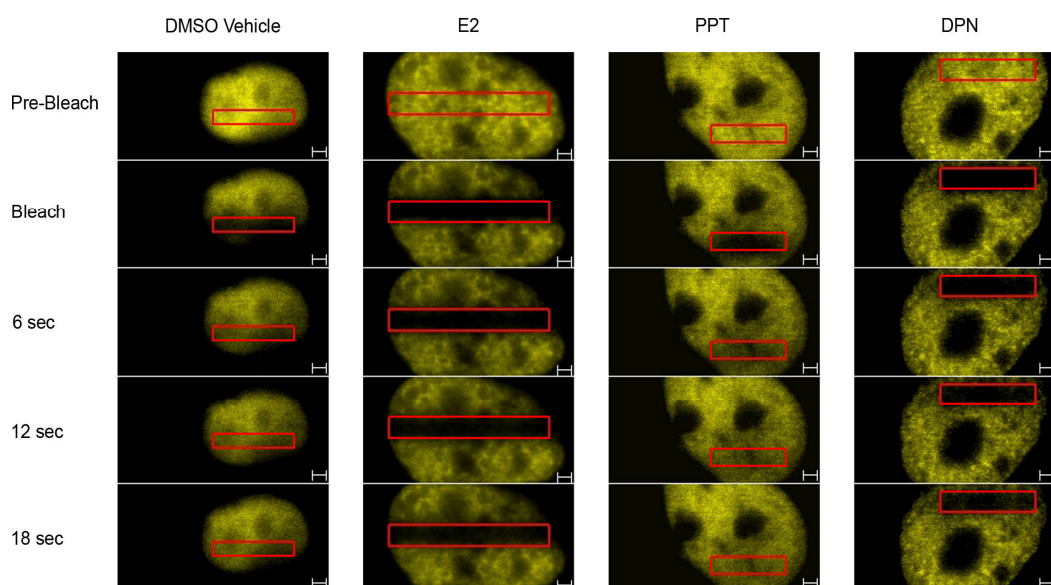 DMSO Vehicle E2 PPT DPN
Pre-Bleach
Bleach
6 sec
12 sec
18 sec